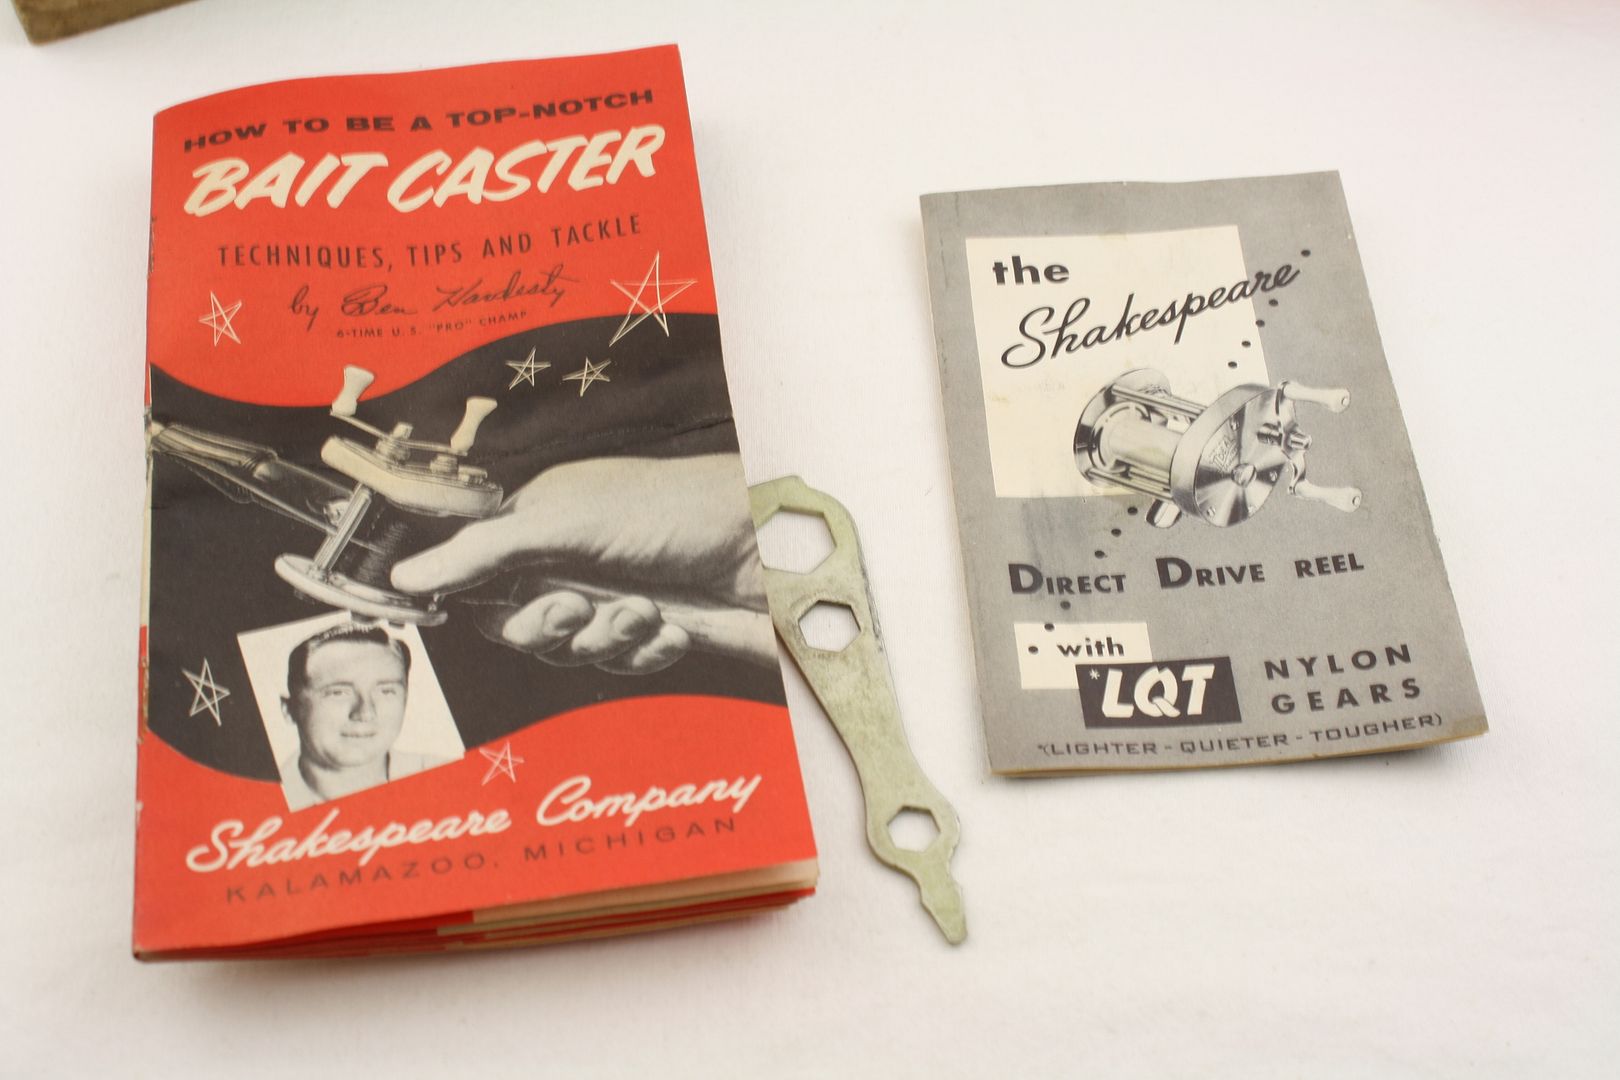 HOW TO BE A TOP-NOTCH
BAIT CASTER
TECHNIQUES, TIPS AND TACKLE
by Ben Hardesty
6-TIME U.S. "PRO" CHAMP
Shakespeare Company
KALAMAZOO, MICHIGAN
the
Shakespeare
DIRECT DRIVE REEL
with
*LQT NYLON
GEARS
*(LIGHTER - QUIETER - TOUGHER)